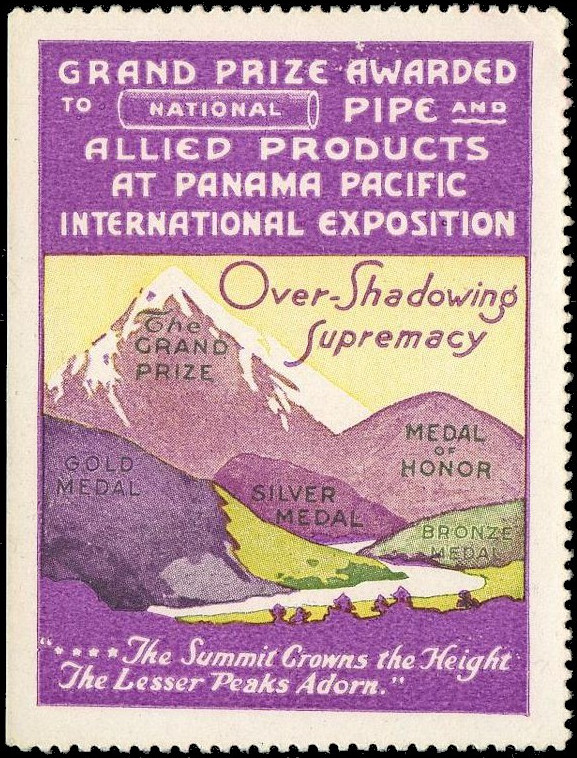 GRAND PRIZE AWARDED
TO NATIONAL PIPE AND
ALLIED PRODUCTS
AT PANAMA PACIFIC
INTERNATIONAL EXPOSITION
Over-Shadowing
Supremacy
The
GRAND
PRIZE
MEDAL
OF
HONOR
GOLD
MEDAL
SILVER
MEDAL
BRONZE
MEDAL
"····The Summit Crowns the Height
The Lesser Peaks Adorn."